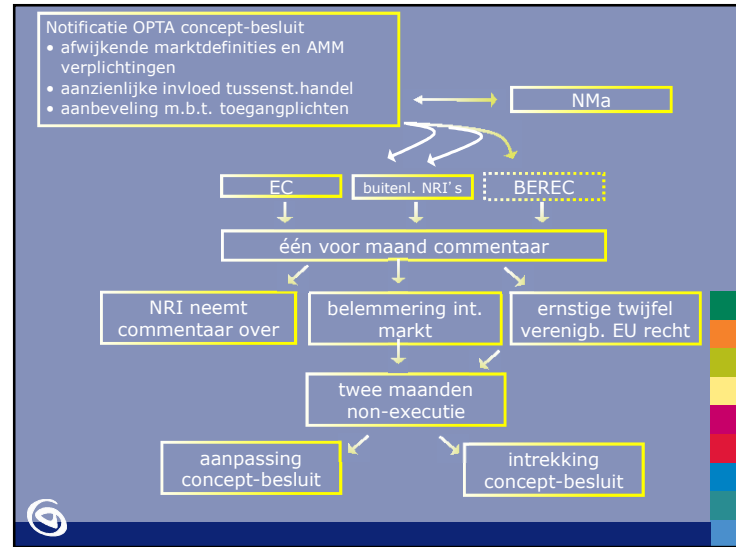 Notificatie OPTA concept-besluit
• afwijkende marktdefinities en AMM
verplichtingen
• aanzienlijke invloed tussenst.handel
• aanbeveling m.b.t. toegangplichten
NMa
EC
buitenl. NRI's
BEREC
één voor maand commentaar
NRI neemt
commentaar over
belemmering int.
markt
ernstige twijfel
verenigb. EU recht
twee maanden
non-executie
aanpassing
concept-besluit
intrekking
concept-besluit